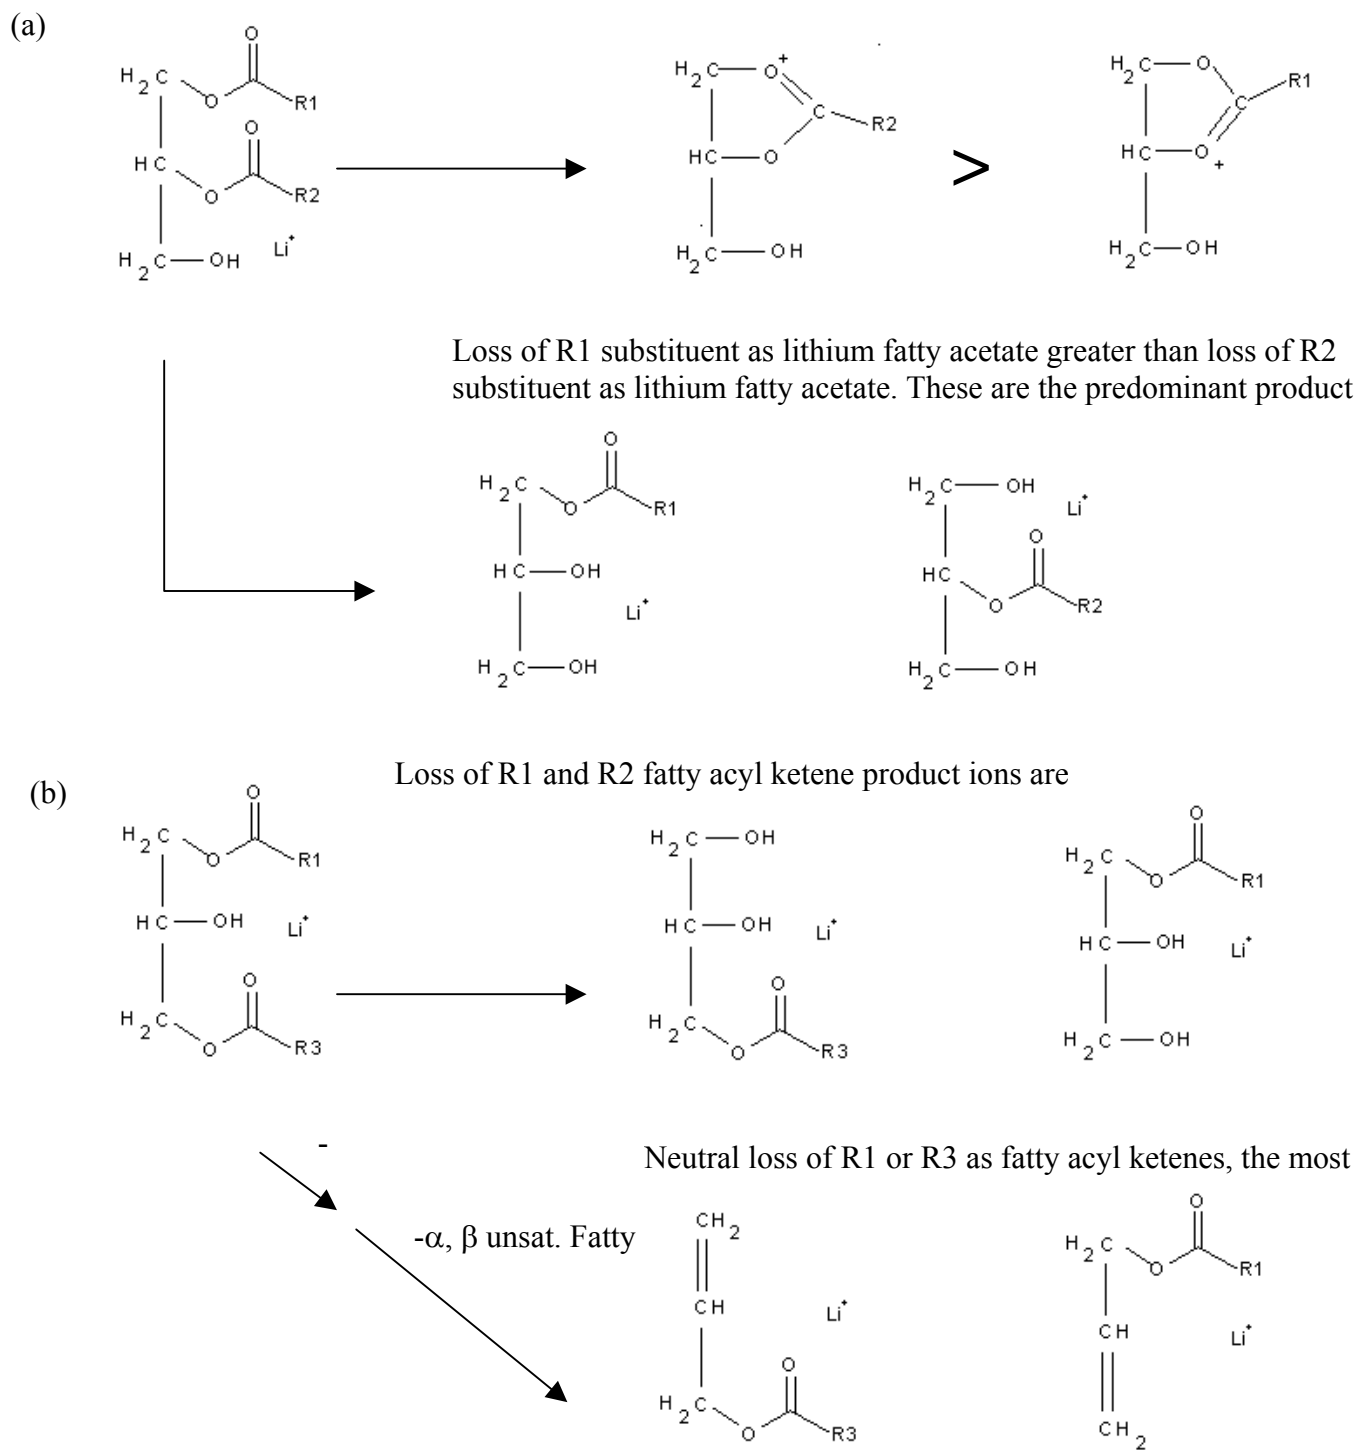 (a)
O
H2C
O
R1
O
HC
O
R2
H2C OH
Li+
H2C O+
C
R2
HC O
H2C OH
>
H2C O
R1
C
HC O
+
H2C OH
Loss of R1 substituent as lithium fatty acetate greater than loss of R2
substituent as lithium fatty acetate. These are the predominant product
O
H2C
O
R1
HC OH
Li+
H2C OH
H2C OH
Li+
O
HC
O
R2
H2C OH
Loss of R1 and R2 fatty acyl ketene product ions are
(b)
O
H2C
O
R1
HC OH
Li+
O
H2C
O
R3
H2C OH
HC OH
Li+
O
H2C
O
R3
O
H2C
O
R1
HC OH
Li+
H2C OH
-
Neutral loss of R1 or R3 as fatty acyl ketenes, the most
-α, β unsat. Fatty
CH2
CH
Li+
O
H2C
O
R3
O
H2C
O
R1
CH
Li+
CH2